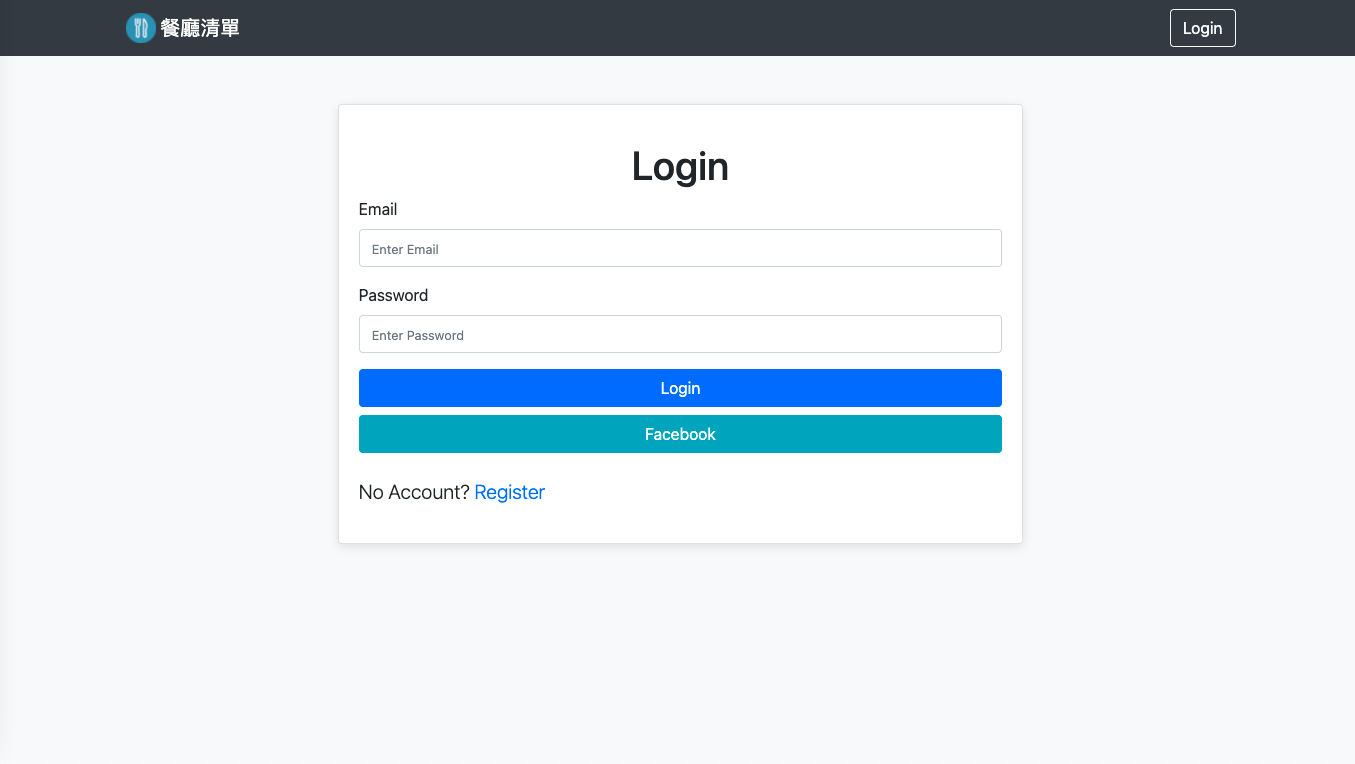 餐廳清單
Login
Login
Email
Enter Email
Password
Enter Password
Login
Facebook
No Account? Register